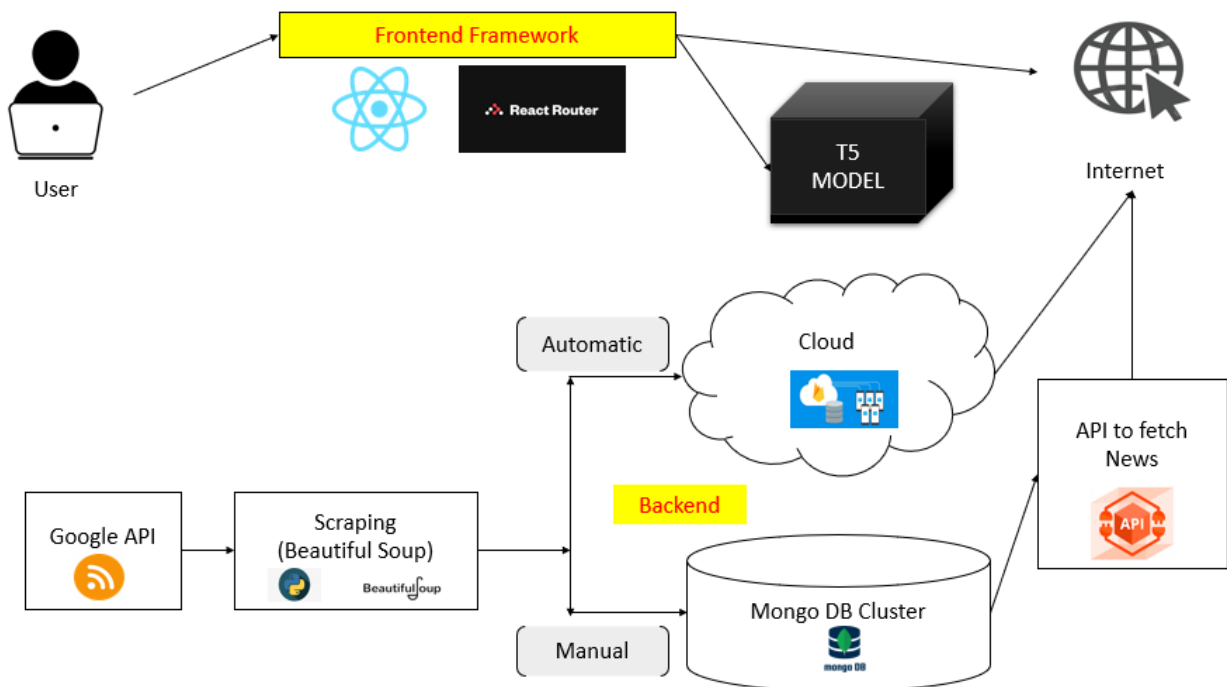 Frontend Framework
React Router
User
T5
MODEL
Internet
Automatic
Cloud
API to fetch
News
API
Backend
Google API
Scraping
(Beautiful Soup)
BeautifulSoup
Mongo DB Cluster
mongo DB
Manual